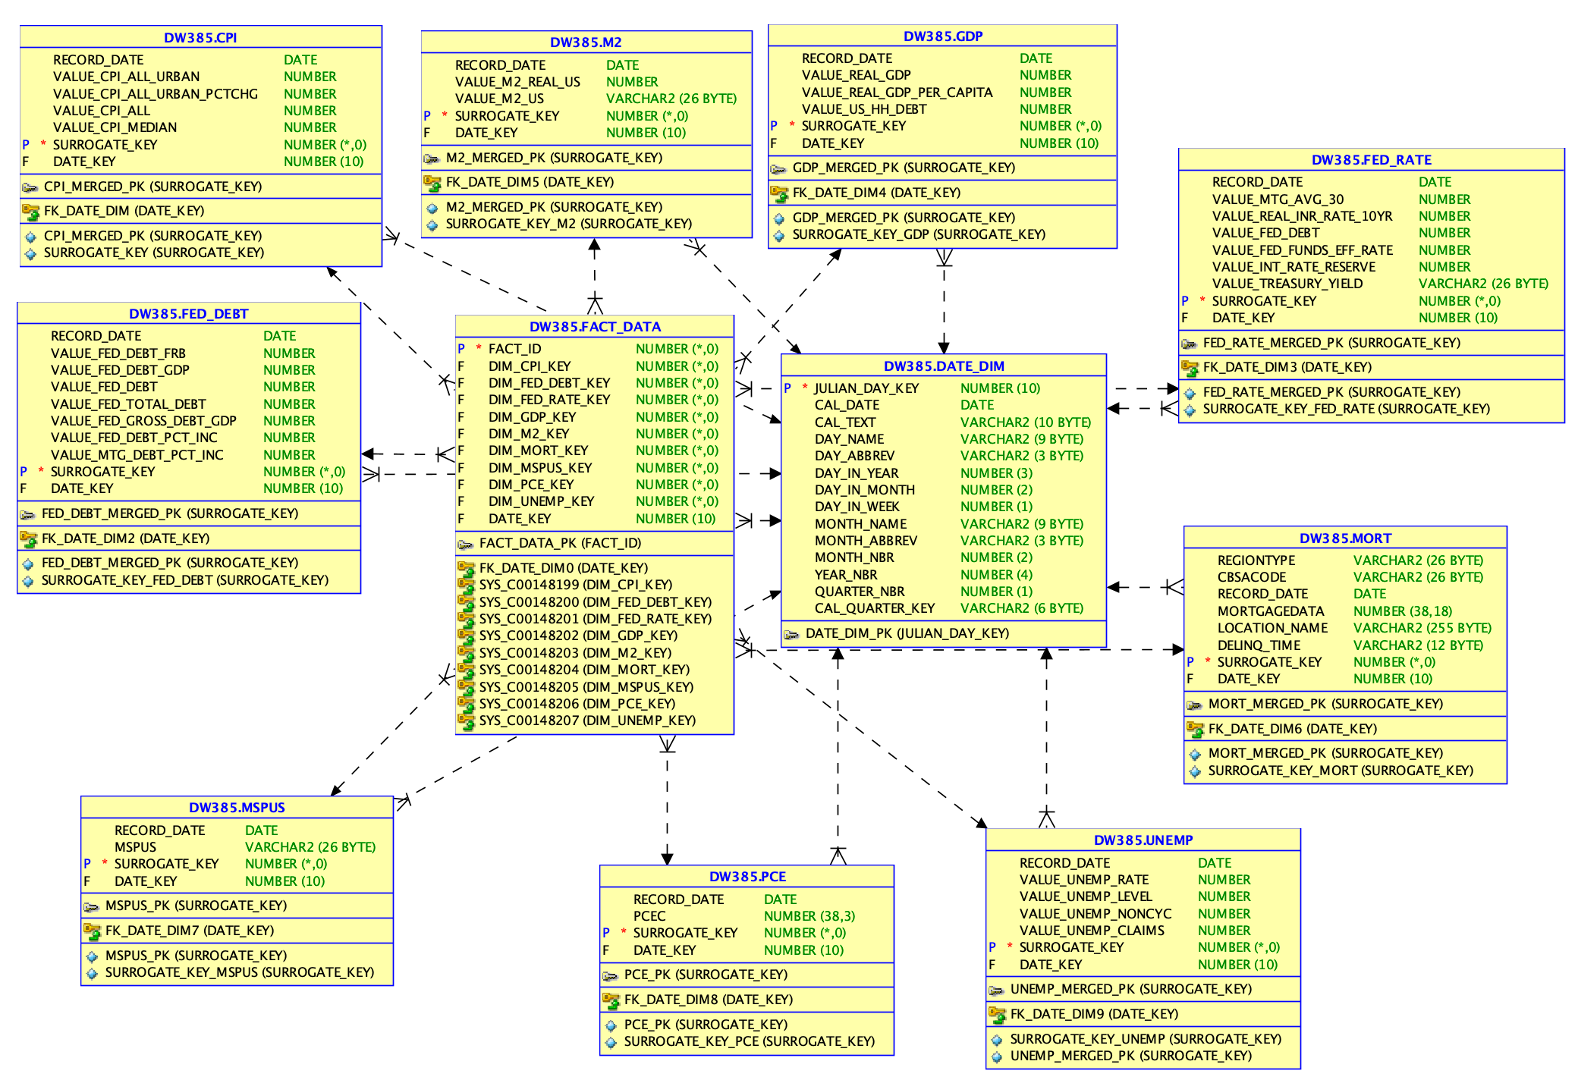 DW385.CPI
RECORD_DATE DATE
VALUE_CPI_ALL_URBAN NUMBER
VALUE_CPI_ALL_URBAN_PCTCHG NUMBER
VALUE_CPI_ALL NUMBER
VALUE_CPI_MEDIAN NUMBER
P * SURROGATE_KEY NUMBER (*,0)
F DATE_KEY NUMBER (10)
CPI_MERGED_PK (SURROGATE_KEY)
FK_DATE_DIM (DATE_KEY)
CPI_MERGED_PK (SURROGATE_KEY)
SURROGATE_KEY (SURROGATE_KEY)
DW385.M2
RECORD_DATE DATE
VALUE_M2_REAL_US NUMBER
VALUE_M2_US VARCHAR2 (26 BYTE)
P * SURROGATE_KEY NUMBER (*,0)
F DATE_KEY NUMBER (10)
M2_MERGED_PK (SURROGATE_KEY)
FK_DATE_DIM5 (DATE_KEY)
M2_MERGED_PK (SURROGATE_KEY)
SURROGATE_KEY_M2 (SURROGATE_KEY)
DW385.GDP
RECORD_DATE DATE
VALUE_REAL_GDP NUMBER
VALUE_REAL_GDP_PER_CAPITA NUMBER
VALUE_US_HH_DEBT NUMBER
P * SURROGATE_KEY NUMBER (*,0)
F DATE_KEY NUMBER (10)
GDP_MERGED_PK (SURROGATE_KEY)
FK_DATE_DIM4 (DATE_KEY)
GDP_MERGED_PK (SURROGATE_KEY)
SURROGATE_KEY_GDP (SURROGATE_KEY)
DW385.FED_RATE
RECORD_DATE DATE
VALUE_MTG_AVG_30 NUMBER
VALUE_REAL_INR_RATE_10YR NUMBER
VALUE_FED_DEBT NUMBER
VALUE_FED_FUNDS_EFF_RATE NUMBER
VALUE_INT_RATE_RESERVE NUMBER
VALUE_TREASURY_YIELD VARCHAR2 (26 BYTE)
P * SURROGATE_KEY NUMBER (*,0)
F DATE_KEY NUMBER (10)
FED_RATE_MERGED_PK (SURROGATE_KEY)
FK_DATE_DIM3 (DATE_KEY)
FED_RATE_MERGED_PK (SURROGATE_KEY)
SURROGATE_KEY_FED_RATE (SURROGATE_KEY)
DW385.FED_DEBT
RECORD_DATE DATE
VALUE_FED_DEBT_FRB NUMBER
VALUE_FED_DEBT_GDP NUMBER
VALUE_FED_DEBT NUMBER
VALUE_FED_TOTAL_DEBT NUMBER
VALUE_FED_GROSS_DEBT_GDP NUMBER
VALUE_FED_DEBT_PCT_INC NUMBER
VALUE_MTG_DEBT_PCT_INC NUMBER
P * SURROGATE_KEY NUMBER (*,0)
F DATE_KEY NUMBER (10)
FED_DEBT_MERGED_PK (SURROGATE_KEY)
FK_DATE_DIM2 (DATE_KEY)
FED_DEBT_MERGED_PK (SURROGATE_KEY)
SURROGATE_KEY_FED_DEBT (SURROGATE_KEY)
DW385.FACT_DATA
P * FACT_ID NUMBER (*,0)
F DIM_CPI_KEY NUMBER (*,0)
F DIM_FED_DEBT_KEY NUMBER (*,0)
F DIM_FED_RATE_KEY NUMBER (*,0)
F DIM_GDP_KEY NUMBER (*,0)
F DIM_M2_KEY NUMBER (*,0)
F DIM_MORT_KEY NUMBER (*,0)
F DIM_MSPUS_KEY NUMBER (*,0)
F DIM_PCE_KEY NUMBER (*,0)
F DIM_UNEMP_KEY NUMBER (*,0)
F DATE_KEY NUMBER (10)
FACT_DATA_PK (FACT_ID)
FK_DATE_DIM0 (DATE_KEY)
SYS_C00148199 (DIM_CPI_KEY)
SYS_C00148200 (DIM_FED_DEBT_KEY)
SYS_C00148201 (DIM_FED_RATE_KEY)
SYS_C00148202 (DIM_GDP_KEY)
SYS_C00148203 (DIM_M2_KEY)
SYS_C00148204 (DIM_MORT_KEY)
SYS_C00148205 (DIM_MSPUS_KEY)
SYS_C00148206 (DIM_PCE_KEY)
SYS_C00148207 (DIM_UNEMP_KEY)
DW385.DATE_DIM
P * JULIAN_DAY_KEY NUMBER (10)
CAL_DATE DATE
CAL_TEXT VARCHAR2 (10 BYTE)
DAY_NAME VARCHAR2 (9 BYTE)
DAY_ABBREV VARCHAR2 (3 BYTE)
DAY_IN_YEAR NUMBER (3)
DAY_IN_MONTH NUMBER (2)
DAY_IN_WEEK NUMBER (1)
MONTH_NAME VARCHAR2 (9 BYTE)
MONTH_ABBREV VARCHAR2 (3 BYTE)
MONTH_NBR NUMBER (2)
YEAR_NBR NUMBER (4)
QUARTER_NBR NUMBER (1)
CAL_QUARTER_KEY VARCHAR2 (6 BYTE)
DATE_DIM_PK (JULIAN_DAY_KEY)
DW385.MORT
REGIONTYPE VARCHAR2 (26 BYTE)
CBSACODE VARCHAR2 (26 BYTE)
RECORD_DATE DATE
MORTGAGEDATA NUMBER (38,18)
LOCATION_NAME VARCHAR2 (255 BYTE)
DELINQ_TIME VARCHAR2 (12 BYTE)
P * SURROGATE_KEY NUMBER (*,0)
F DATE_KEY NUMBER (10)
MORT_MERGED_PK (SURROGATE_KEY)
FK_DATE_DIM6 (DATE_KEY)
MORT_MERGED_PK (SURROGATE_KEY)
SURROGATE_KEY_MORT (SURROGATE_KEY)
DW385.MSPUS
RECORD_DATE DATE
MSPUS VARCHAR2 (26 BYTE)
P * SURROGATE_KEY NUMBER (*,0)
F DATE_KEY NUMBER (10)
MSPUS_PK (SURROGATE_KEY)
FK_DATE_DIM7 (DATE_KEY)
MSPUS_PK (SURROGATE_KEY)
SURROGATE_KEY_MSPUS (SURROGATE_KEY)
DW385.PCE
RECORD_DATE DATE
PCEC NUMBER (38,3)
P * SURROGATE_KEY NUMBER (*,0)
F DATE_KEY NUMBER (10)
PCE_PK (SURROGATE_KEY)
FK_DATE_DIM8 (DATE_KEY)
PCE_PK (SURROGATE_KEY)
SURROGATE_KEY_PCE (SURROGATE_KEY)
DW385.UNEMP
RECORD_DATE DATE
VALUE_UNEMP_RATE NUMBER
VALUE_UNEMP_LEVEL NUMBER
VALUE_UNEMP_NONCYC NUMBER
VALUE_UNEMP_CLAIMS NUMBER
P * SURROGATE_KEY NUMBER (*,0)
F DATE_KEY NUMBER (10)
UNEMP_MERGED_PK (SURROGATE_KEY)
FK_DATE_DIM9 (DATE_KEY)
SURROGATE_KEY_UNEMP (SURROGATE_KEY)
UNEMP_MERGED_PK (SURROGATE_KEY)